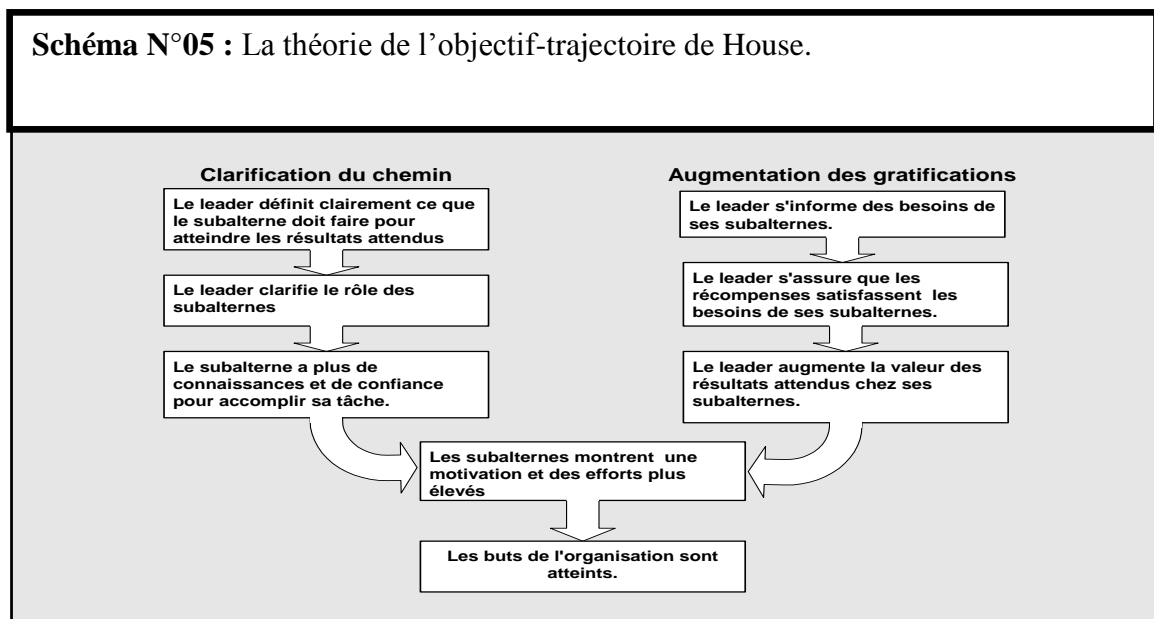 Schéma N°05 : La théorie de l’objectif-trajectoire de House.
Clarification du chemin
Le leader définit clairement ce que
le subalterne doit faire pour
atteindre les résultats attendus
Le leader clarifie le rôle des
subalternes
Le subalterne a plus de
connaissances et de confiance
pour accomplir sa tâche.
Augmentation des gratifications
Le leader s'informe des besoins de
ses subalternes.
Le leader s'assure que les
récompenses satisfassent les
besoins de ses subalternes.
Le leader augmente la valeur des
résultats attendus chez ses
subalternes.
Les subalternes montrent une
motivation et des efforts plus
élevés
Les buts de l'organisation sont
atteints.